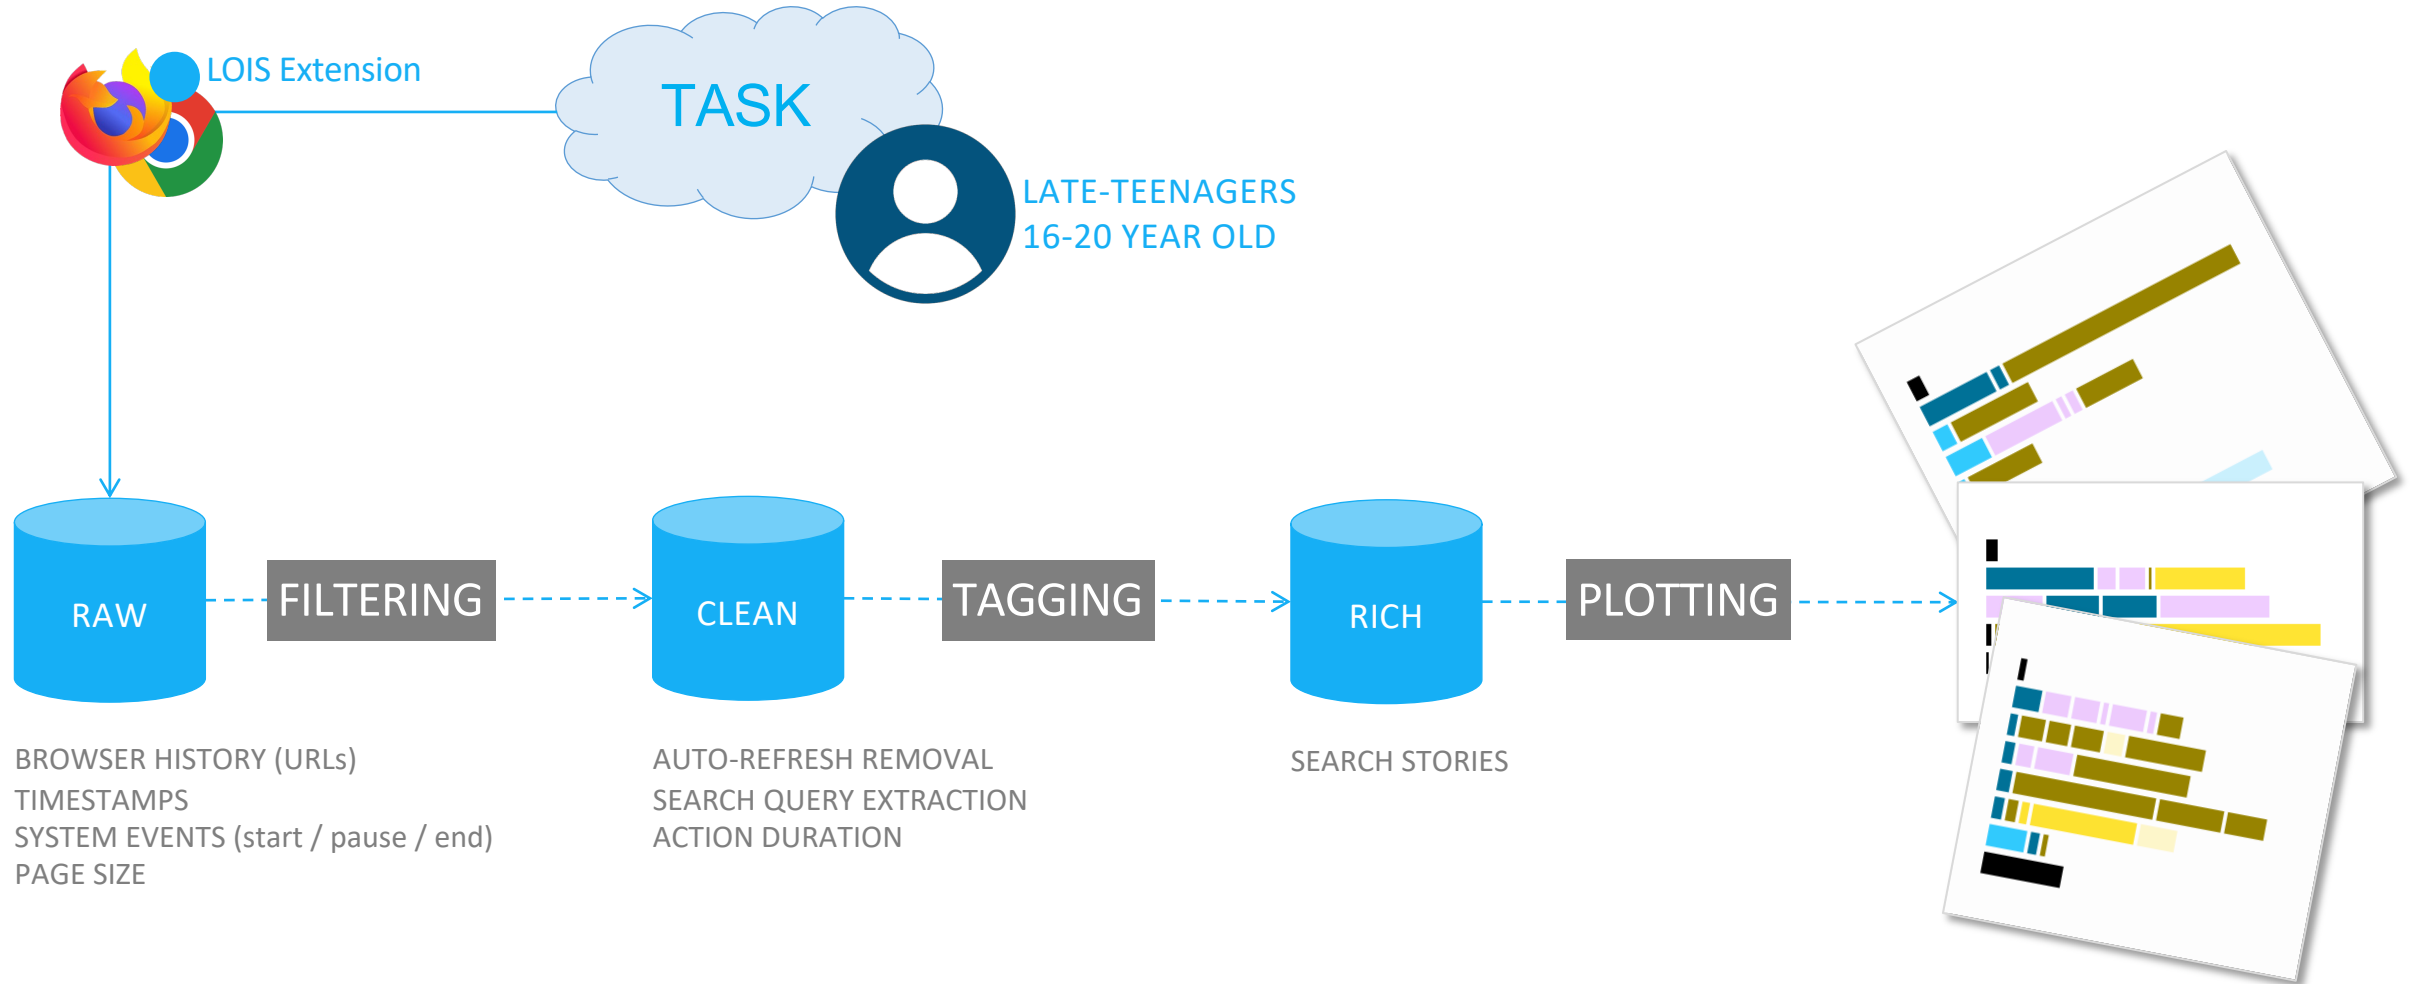 LOIS Extension
TASK
LATE-TEENAGERS
16-20 YEAR OLD
RAW
FILTERING
CLEAN
TAGGING
RICH
PLOTTING
BROWSER HISTORY (URLs)
TIMESTAMPS
SYSTEM EVENTS (start / pause / end)
PAGE SIZE
AUTO-REFRESH REMOVAL
SEARCH QUERY EXTRACTION
ACTION DURATION
SEARCH STORIES